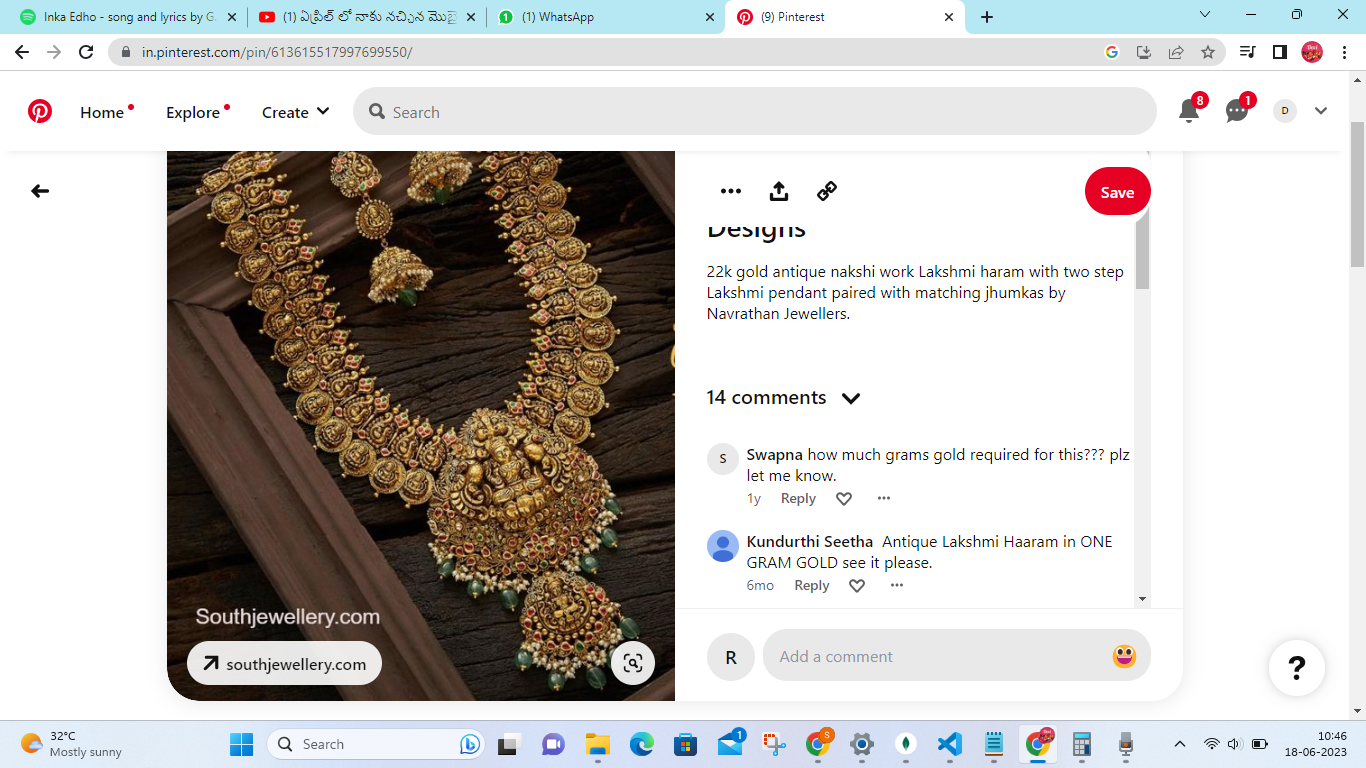 Inka Edho - song and lyrics by G
(1) ఏప్రిల్ లో నాకు నచ్చిన మొక్క
(1) WhatsApp
(9) Pinterest
in.pinterest.com/pin/613615517997699550/
Home
Explore
Create
Search
8
1
D
Save
Designs
22k gold antique nakshi work Lakshmi haram with two step
Lakshmi pendant paired with matching jhumkas by
Navrathan Jewellers.
14 comments
S
Swapna how much grams gold required for this??? plz
let me know.
1y Reply
Kundurthi Seetha Antique Lakshmi Haaram in ONE
GRAM GOLD see it please.
6mo Reply
Southjewellery.com
southjewellery.com
R
Add a comment
?
32°C
Mostly sunny
Search
1
S
10:46
18-06-2023